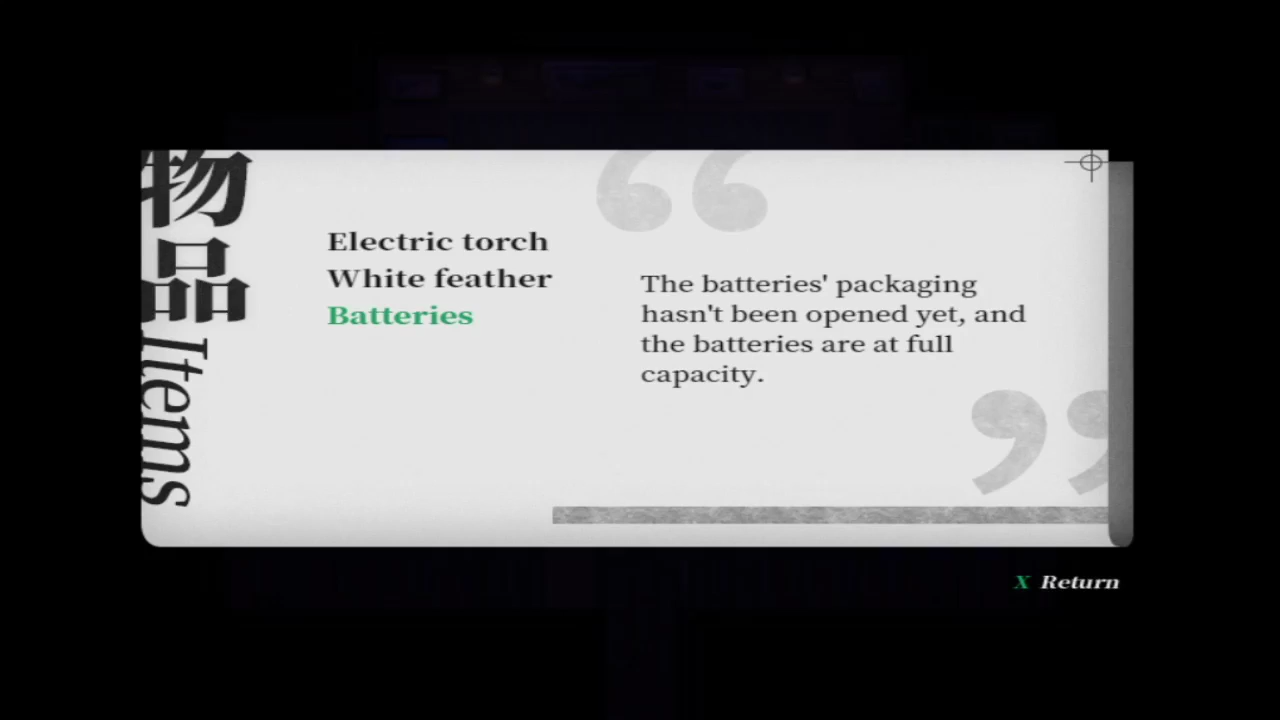 物品 Items
Electric torch
White feather
Batteries
The batteries' packaging
hasn't been opened yet, and
the batteries are at full
capacity.
X Return